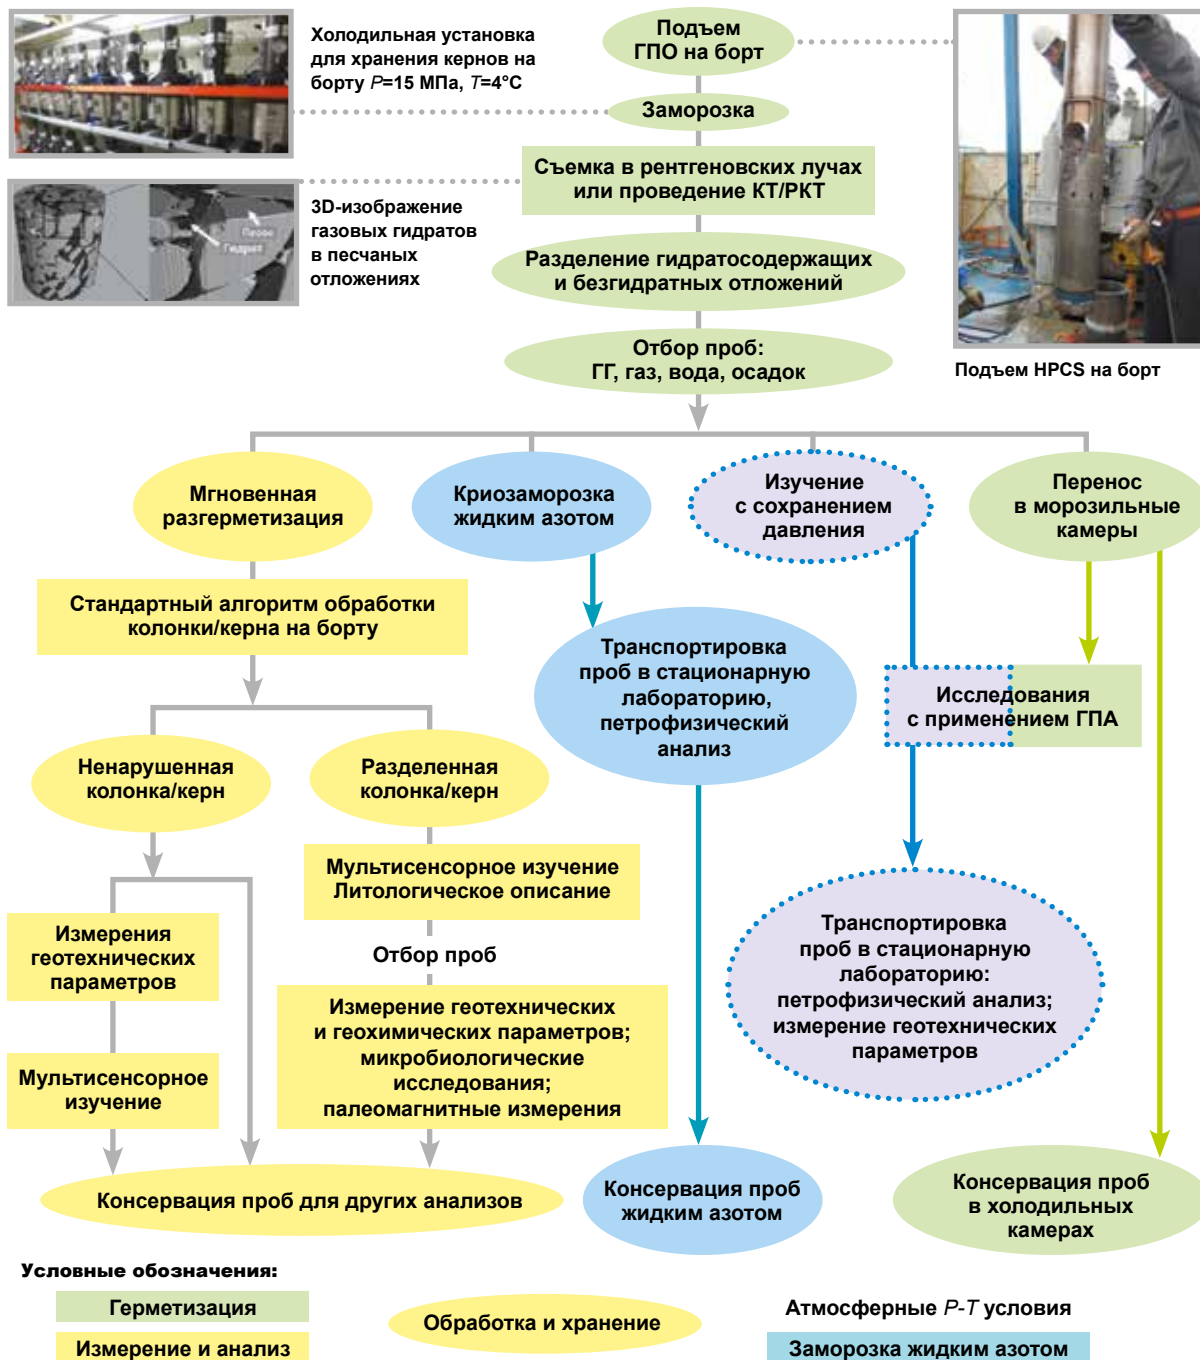 Холодильная установка
для хранения кернов на
борту P=15 МПа, T=4°C
Подъем
ГПО на борт
Заморозка
Съемка в рентгеновских лучах
или проведение КТ/РКТ
Песок
Гидрат
3D-изображение
газовых гидратов
в песчаных
отложениях
Разделение гидратосодержащих
и безгидратных отложений
Отбор проб:
ГГ, газ, вода, осадок
Подъем HPCS на борт
Мгновенная
разгерметизация
Криозаморозка
жидким азотом
Изучение
с сохранением
давления
Перенос
в морозильные
камеры
Стандартный алгоритм обработки
колонки/керна на борту
Транспортировка
проб в стационарную
лабораторию,
петрофизический
анализ
Исследования
с применением ГПА
Ненарушенная
колонка/керн
Разделенная
колонка/керн
Мультисенсорное изучение
Литологическое описание
Измерения
геотехнических
параметров
Отбор проб
Транспортировка
проб в стационарную
лабораторию:
петрофизический анализ;
измерение геотехнических
параметров
Измерение геотехнических
и геохимических параметров;
микробиологические
исследования;
палеомагнитные измерения
Мультисенсорное
изучение
Консервация проб для других анализов
Консервация проб
жидким азотом
Консервация проб
в холодильных
камерах
Условные обозначения:
Герметизация
Измерение и анализ
Обработка и хранение
Атмосферные P-T условия
Заморозка жидким азотом